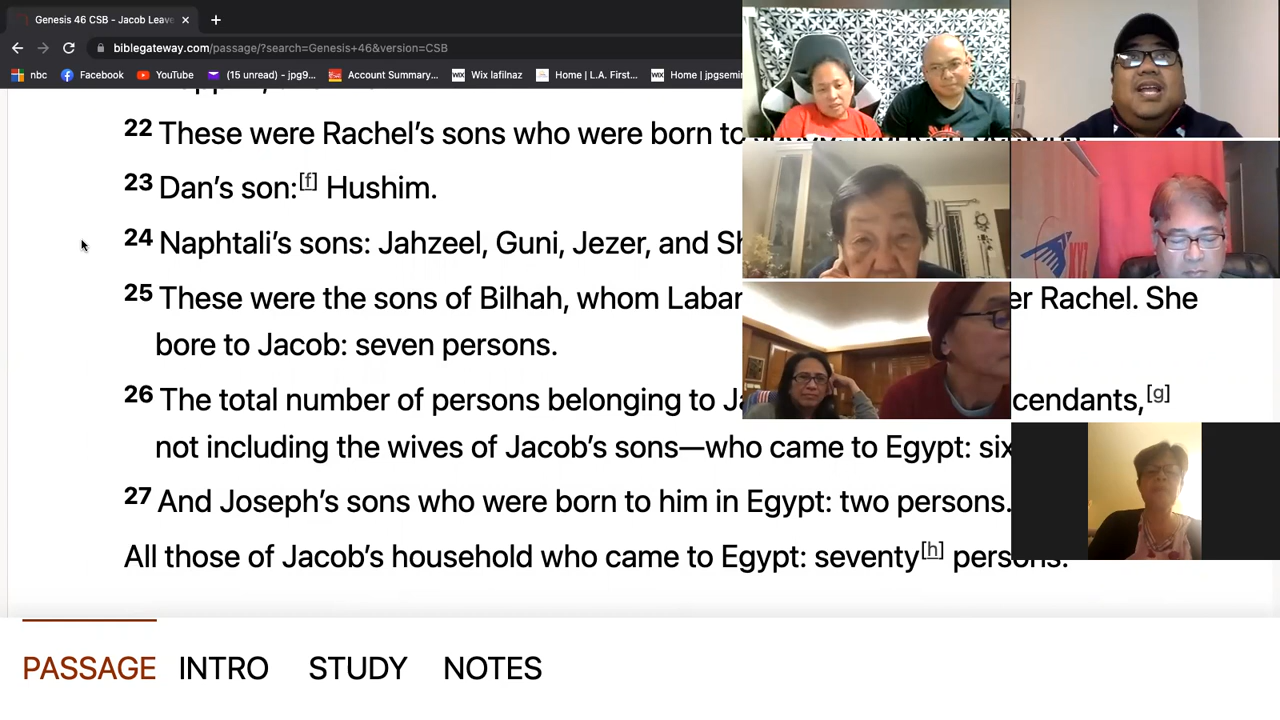 Genesis 46 CSB - Jacob Leave
biblegateway.com/passage/?search=Genesis+46&version=CSB
nbc Facebook YouTube (15 unread) - jpg9... Account Summary... Wix lafilnaz Home | L.A. First... Home | jpgsemi
22 These were Rachel's sons who were born to
23 Dan's son:[f] Hushim.
24 Naphtali's sons: Jahzeel, Guni, Jezer, and Sh
25 These were the sons of Bilhah, whom Laban er Rachel. She
bore to Jacob: seven persons.
26 The total number of persons belonging to Ja cendants,[g]
not including the wives of Jacob's sons—who came to Egypt: six
27 And Joseph's sons who were born to him in Egypt: two persons.
All those of Jacob's household who came to Egypt: seventy[h] persons.
PASSAGE INTRO STUDY NOTES
XYZ